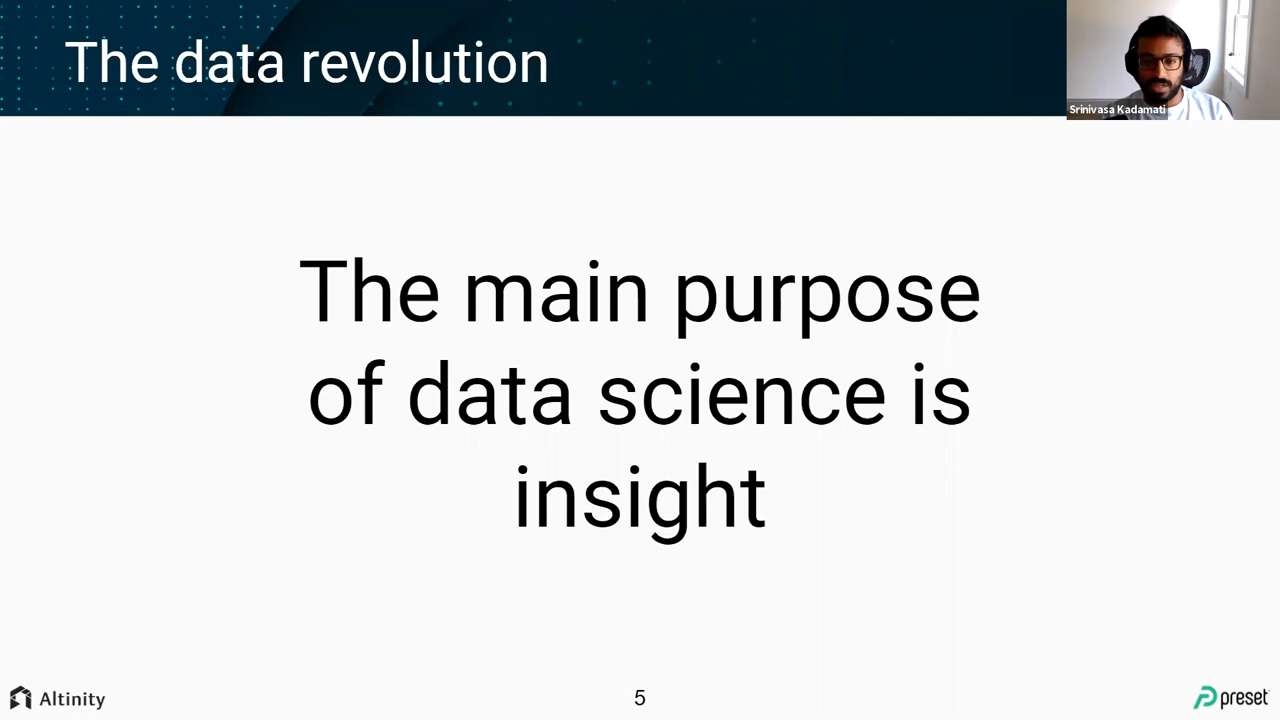 The data revolution
Srinivasa Kadamati
The main purpose
of data science is
insight
Altinity
5
preset